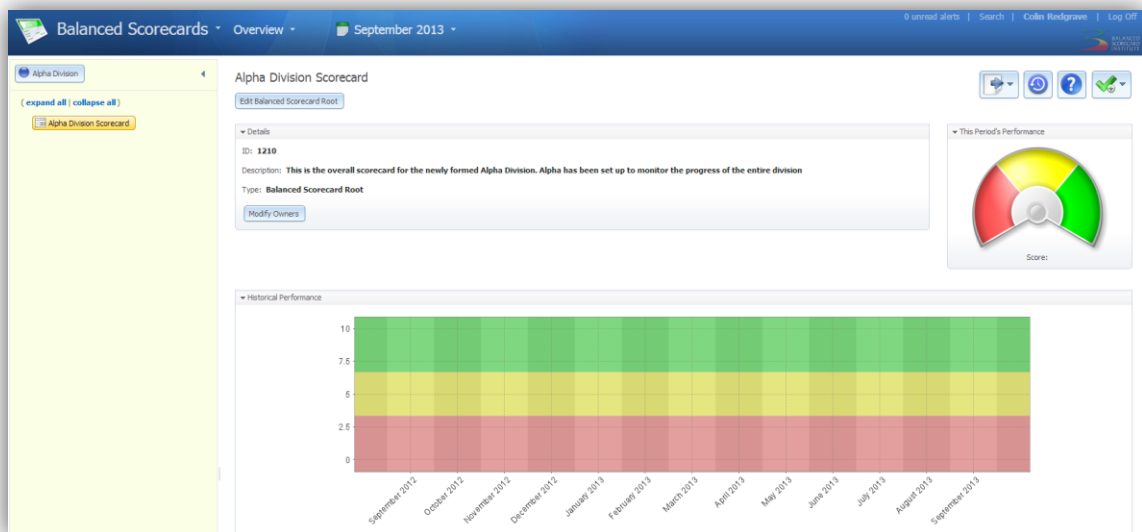 0 unread alerts | Search | Colin Redgrave | Log Off
Balanced Scorecards Overview September 2013
BALANCED
SCORECARD
INSTITUTE
Alpha Division
( expand all | collapse all )
Alpha Division Scorecard
Alpha Division Scorecard
Edit Balanced Scorecard Root
Details
ID: 1210
Description: This is the overall scorecard for the newly formed Alpha Division. Alpha has been set up to monitor the progress of the entire division
Type: Balanced Scorecard Root
Modify Owners
This Period's Performance
Score:
Historical Performance
10
7.5
5
2.5
0
September 2012
October 2012
November 2012
December 2012
January 2013
February 2013
March 2013
April 2013
May 2013
June 2013
July 2013
August 2013
September 2013